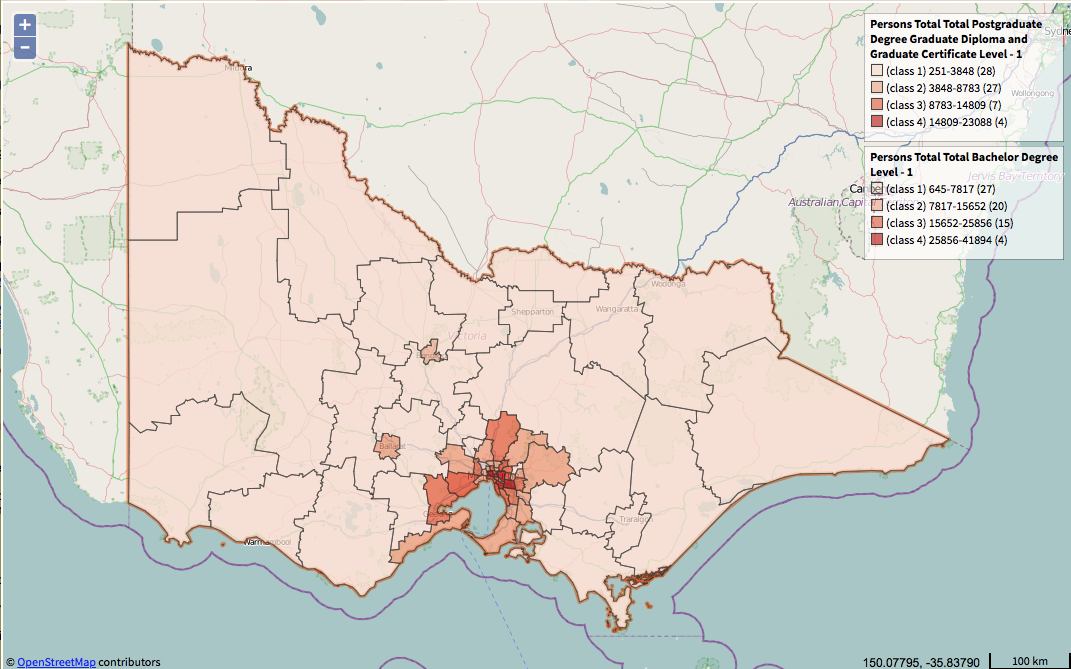 +
−
Persons Total Total Postgraduate
Degree Graduate Diploma and
Graduate Certificate Level - 1
(class 1) 251-3848 (28)
(class 2) 3848-8783 (27)
(class 3) 8783-14809 (7)
(class 4) 14809-23088 (4)
Sydne
Wollongong
Persons Total Total Bachelor Degree
Level - 1
(class 1) 645-7817 (27)
(class 2) 7817-15652 (20)
(class 3) 15652-25856 (15)
(class 4) 25856-41894 (4)
Jervis Bay Territory
Canbe
Australian Capital
Mildura
Wodonga
Shepparton
Wangaratta
Victoria
Ballarat
Traralgon
Warrnambool
© OpenStreetMap contributors
150.07795, -35.83790
100 km